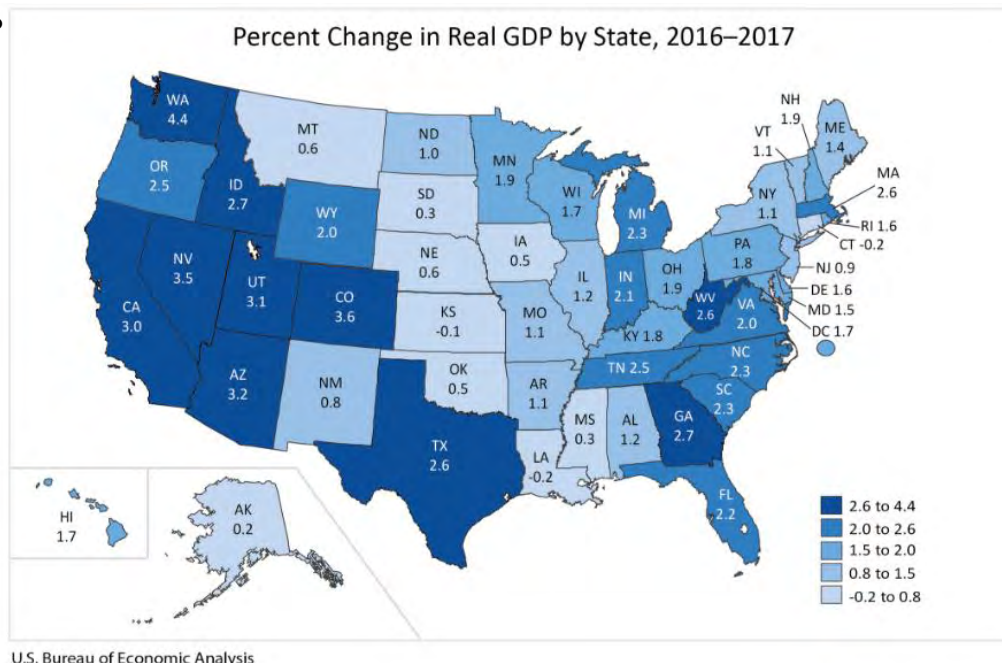 Percent Change in Real GDP by State, 2016–2017
WA
4.4
MT
0.6
ND
1.0
MN
1.9
OR
2.5
ID
2.7
WY
2.0
SD
0.3
WI
1.7
MI
2.3
NH
1.9
VT
1.1
ME
1.4
NY
1.1
MA
2.6
RI 1.6
CT -0.2
NJ 0.9
DE 1.6
MD 1.5
DC 1.7
PA
1.8
NV
3.5
UT
3.1
CO
3.6
NE
0.6
IA
0.5
IL
1.2
IN
2.1
OH
1.9
WV
2.6
VA
2.0
CA
3.0
KS
-0.1
MO
1.1
KY 1.8
AZ
3.2
NM
0.8
OK
0.5
AR
1.1
TN 2.5
NC
2.3
SC
2.3
TX
2.6
LA
-0.2
MS
0.3
AL
1.2
GA
2.7
FL
2.2
HI
1.7
AK
0.2
2.6 to 4.4
2.0 to 2.6
1.5 to 2.0
0.8 to 1.5
-0.2 to 0.8
U.S. Bureau of Economic Analysis